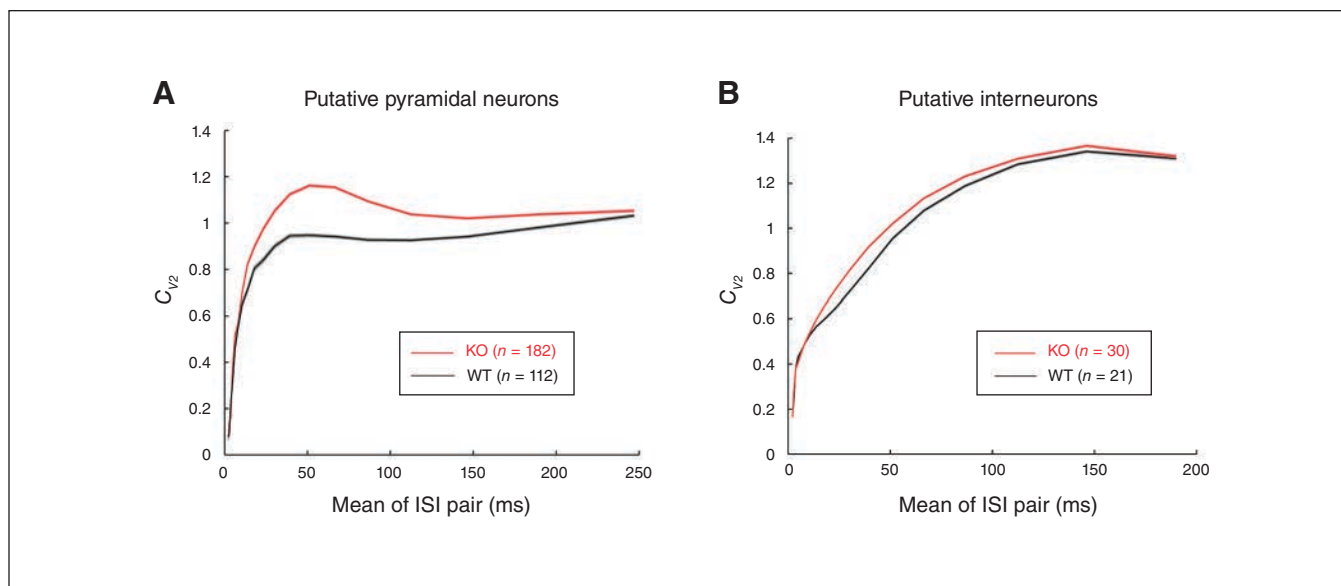 A
Putative pyramidal neurons
1.4
1.2
1
0.8
0.6
0.4
0.2
0
C_V2
KO (n = 182)
WT (n = 112)
0 50 100 150 200 250
Mean of ISI pair (ms)
B
Putative interneurons
1.4
1.2
1
0.8
0.6
0.4
0.2
0
C_V2
KO (n = 30)
WT (n = 21)
0 50 100 150 200
Mean of ISI pair (ms)